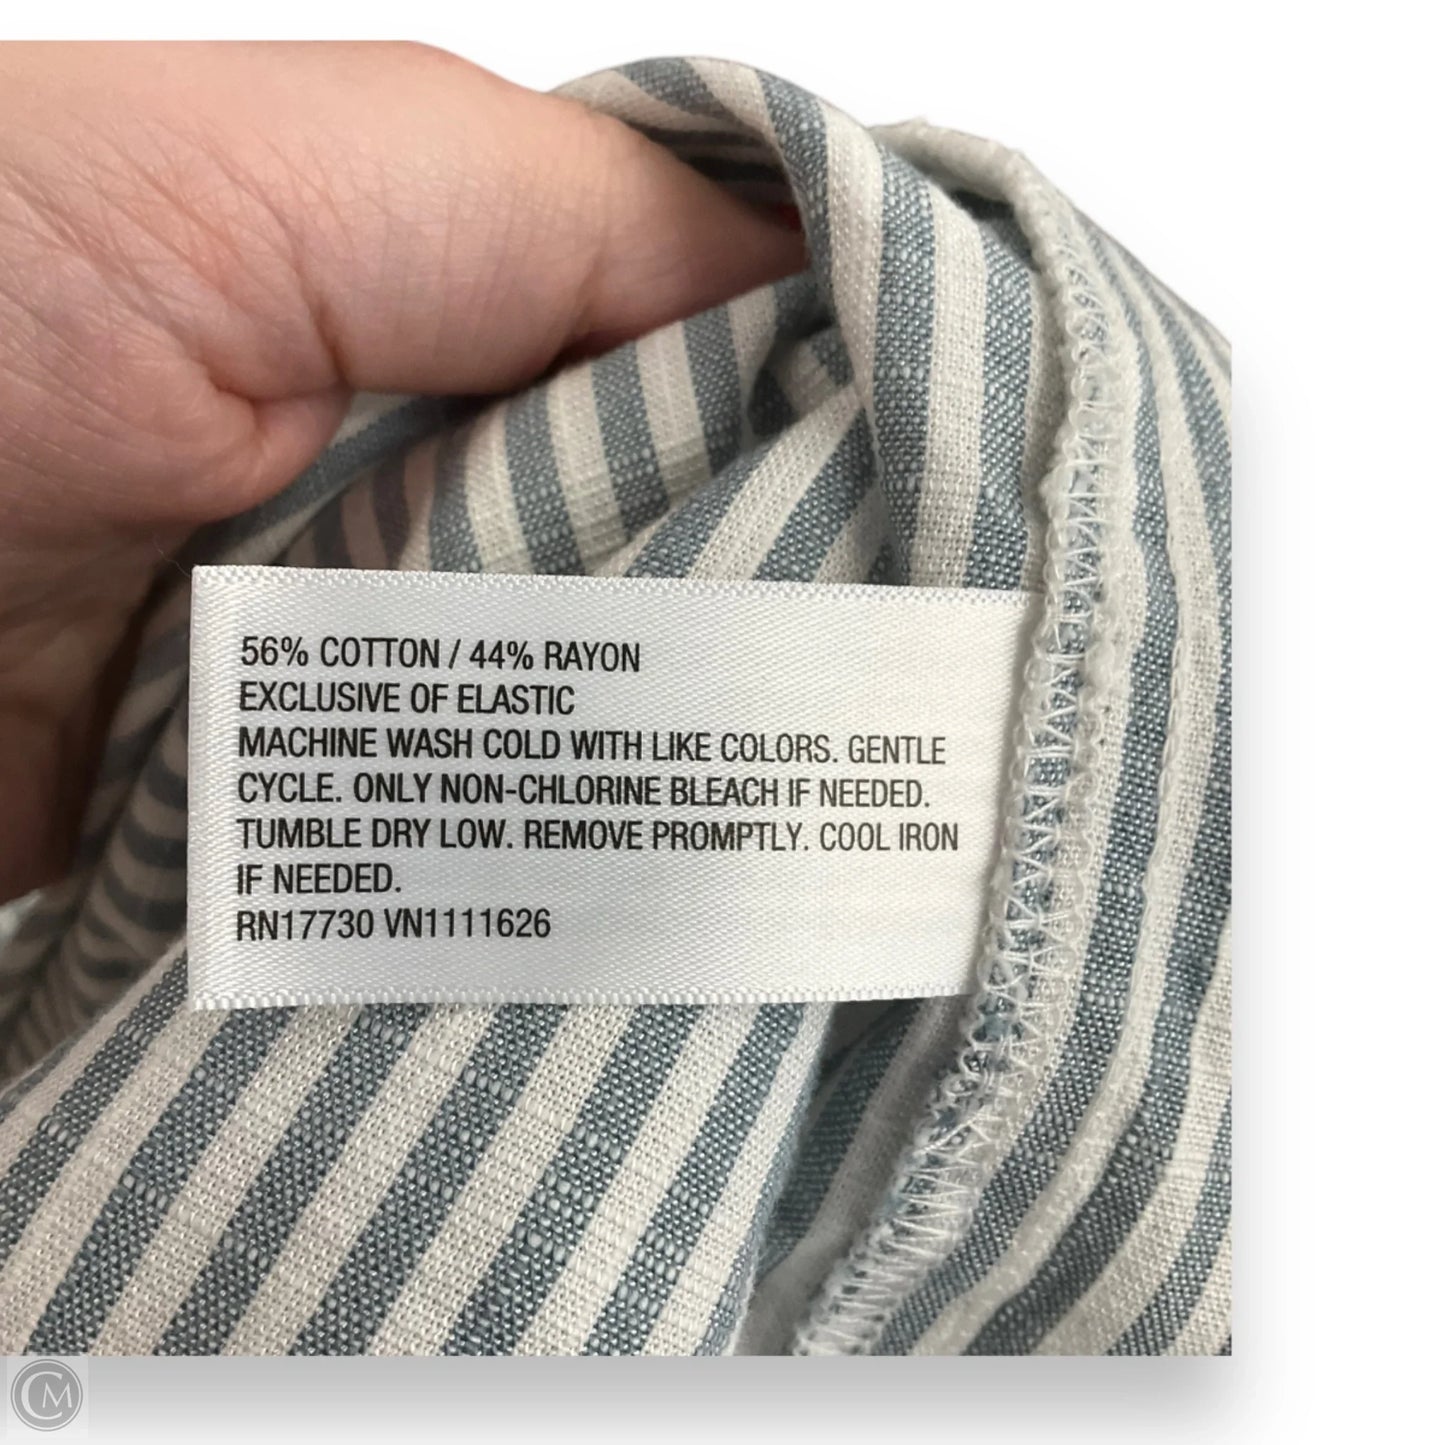 56% COTTON / 44% RAYON
EXCLUSIVE OF ELASTIC
MACHINE WASH COLD WITH LIKE COLORS. GENTLE
CYCLE. ONLY NON-CHLORINE BLEACH IF NEEDED.
TUMBLE DRY LOW. REMOVE PROMPTLY. COOL IRON
IF NEEDED.
RN17730 VN1111626
CM